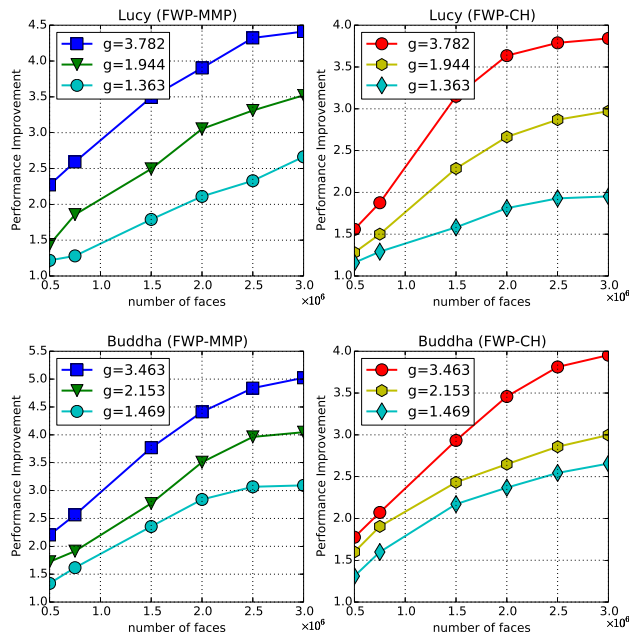 Lucy (FWP-MMP)
4.5
4.0
3.5
3.0
2.5
2.0
1.5
1.0
Performance Improvement
g=3.782
g=1.944
g=1.363
0.5 1.0 1.5 2.0 2.5 3.0
number of faces
×10⁶
Lucy (FWP-CH)
4.0
3.5
3.0
2.5
2.0
1.5
1.0
Performance Improvement
g=3.782
g=1.944
g=1.363
0.5 1.0 1.5 2.0 2.5 3.0
number of faces
×10⁶
Buddha (FWP-MMP)
5.5
5.0
4.5
4.0
3.5
3.0
2.5
2.0
1.5
1.0
Performance Improvement
g=3.463
g=2.153
g=1.469
0.5 1.0 1.5 2.0 2.5 3.0
number of faces
×10⁶
Buddha (FWP-CH)
4.0
3.5
3.0
2.5
2.0
1.5
1.0
Performance Improvement
g=3.463
g=2.153
g=1.469
0.5 1.0 1.5 2.0 2.5 3.0
number of faces
×10⁶